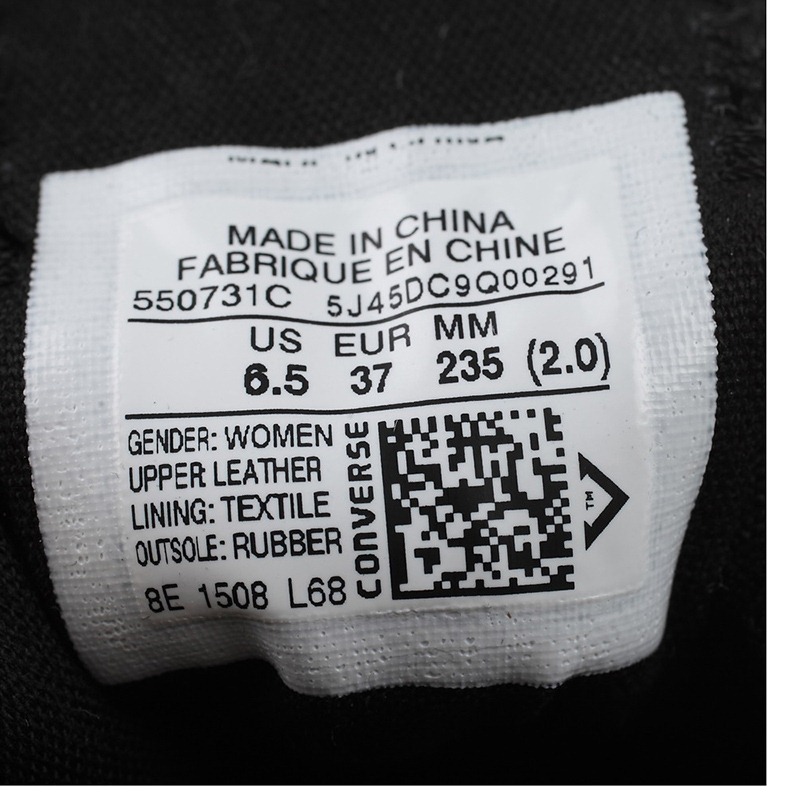 MADE IN CHINA
FABRIQUE EN CHINE
550731C 5J45DC9Q00291
US EUR MM
6.5 37 235 (2.0)
GENDER: WOMEN
UPPER LEATHER
LINING: TEXTILE
OUTSOLE: RUBBER
8E 1508 L68
CONVERSE
TM